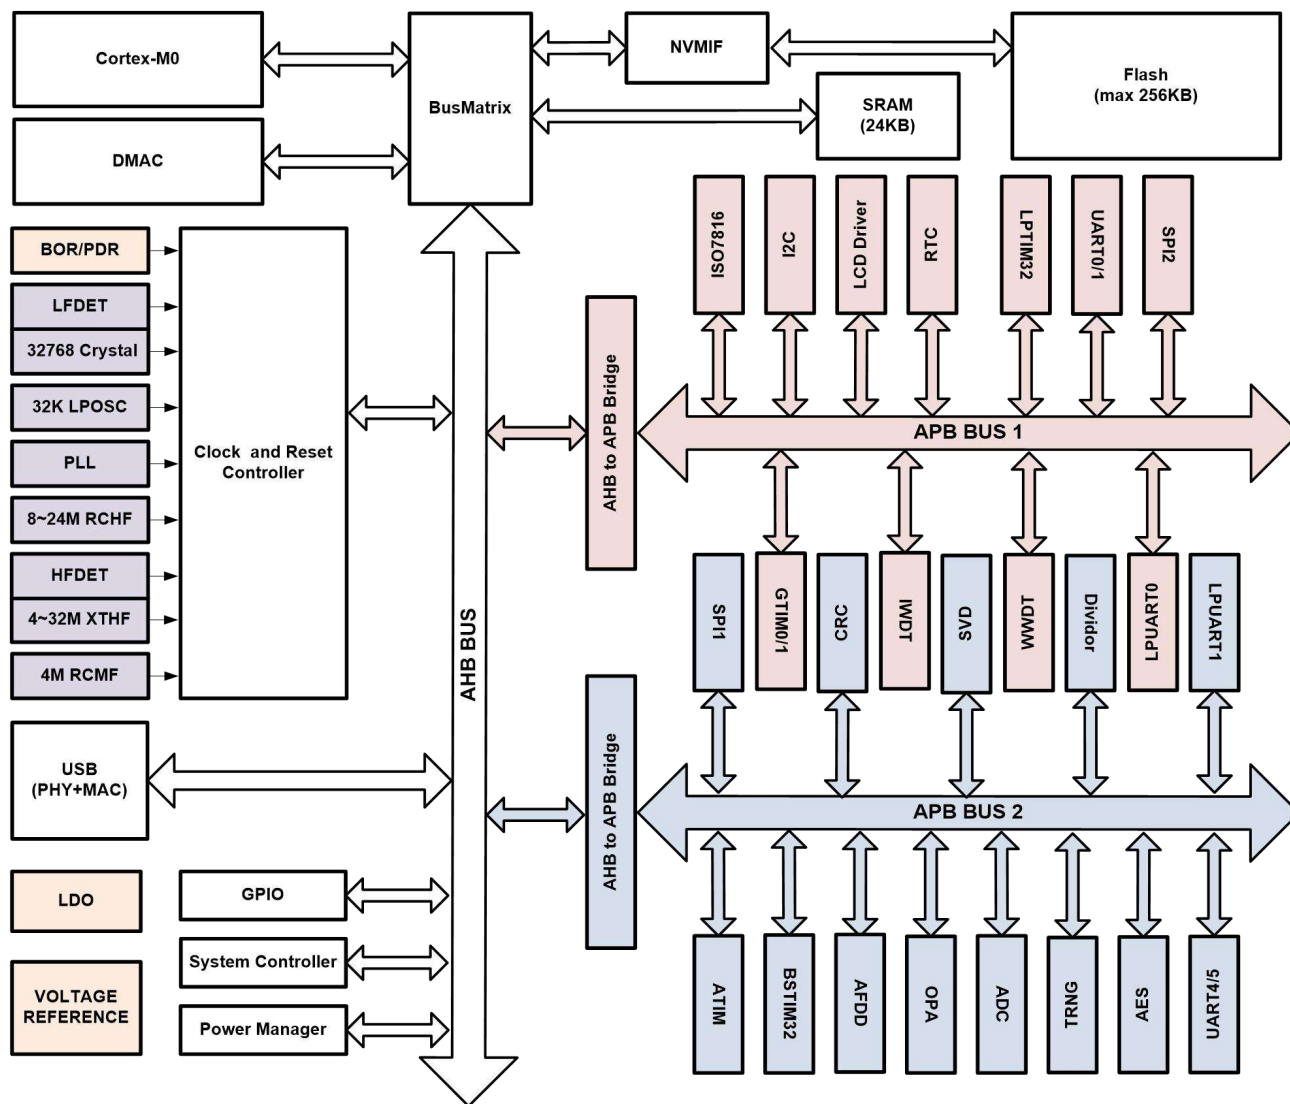 Cortex-M0
DMAC
BusMatrix
NVMIF
SRAM
(24KB)
Flash
(max 256KB)
BOR/PDR
LFDET
32768 Crystal
32K LPOSC
PLL
8~24M RCHF
HFDET
4~32M XTHF
4M RCMF
Clock and Reset
Controller
USB
(PHY+MAC)
LDO
VOLTAGE
REFERENCE
GPIO
System Controller
Power Manager
AHB BUS
AHB to APB Bridge
ISO7816
I2C
LCD Driver
RTC
LPTIM32
UART0/1
SPI2
APB BUS 1
SPI1
GTIM0/1
CRC
IWDT
SVD
WWDT
Dividor
LPUART0
LPUART1
AHB to APB Bridge
APB BUS 2
ATIM
BSTIM32
AFDD
OPA
ADC
TRNG
AES
UART4/5